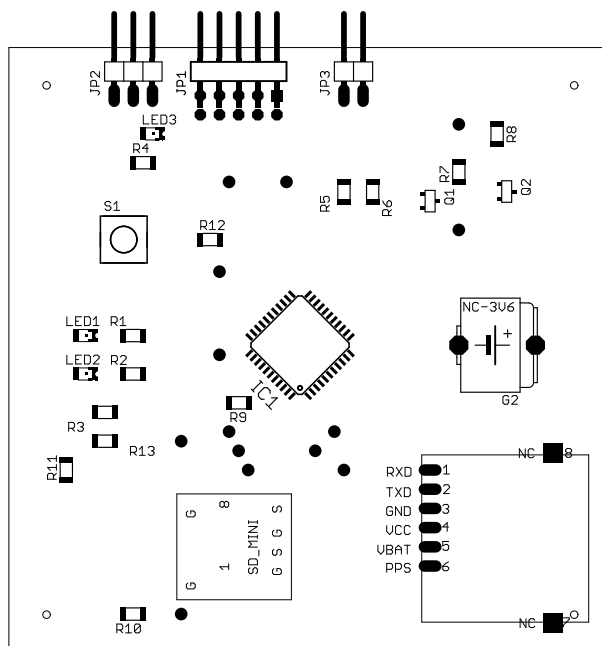 JP2
JP1
JP3
LED3
R4
R8
R7
R5
R6
Q1
Q2
S1
R12
NC-3V6
+
LED1
R1
LED2
R2
IC1
G2
R9
R3
R13
R11
NC 8
RXD 1
TXD 2
GND 3
VCC 4
VBAT 5
PPS 6
G 8 S
SD_MINI
G
S
G 1 G
NC 7
R10